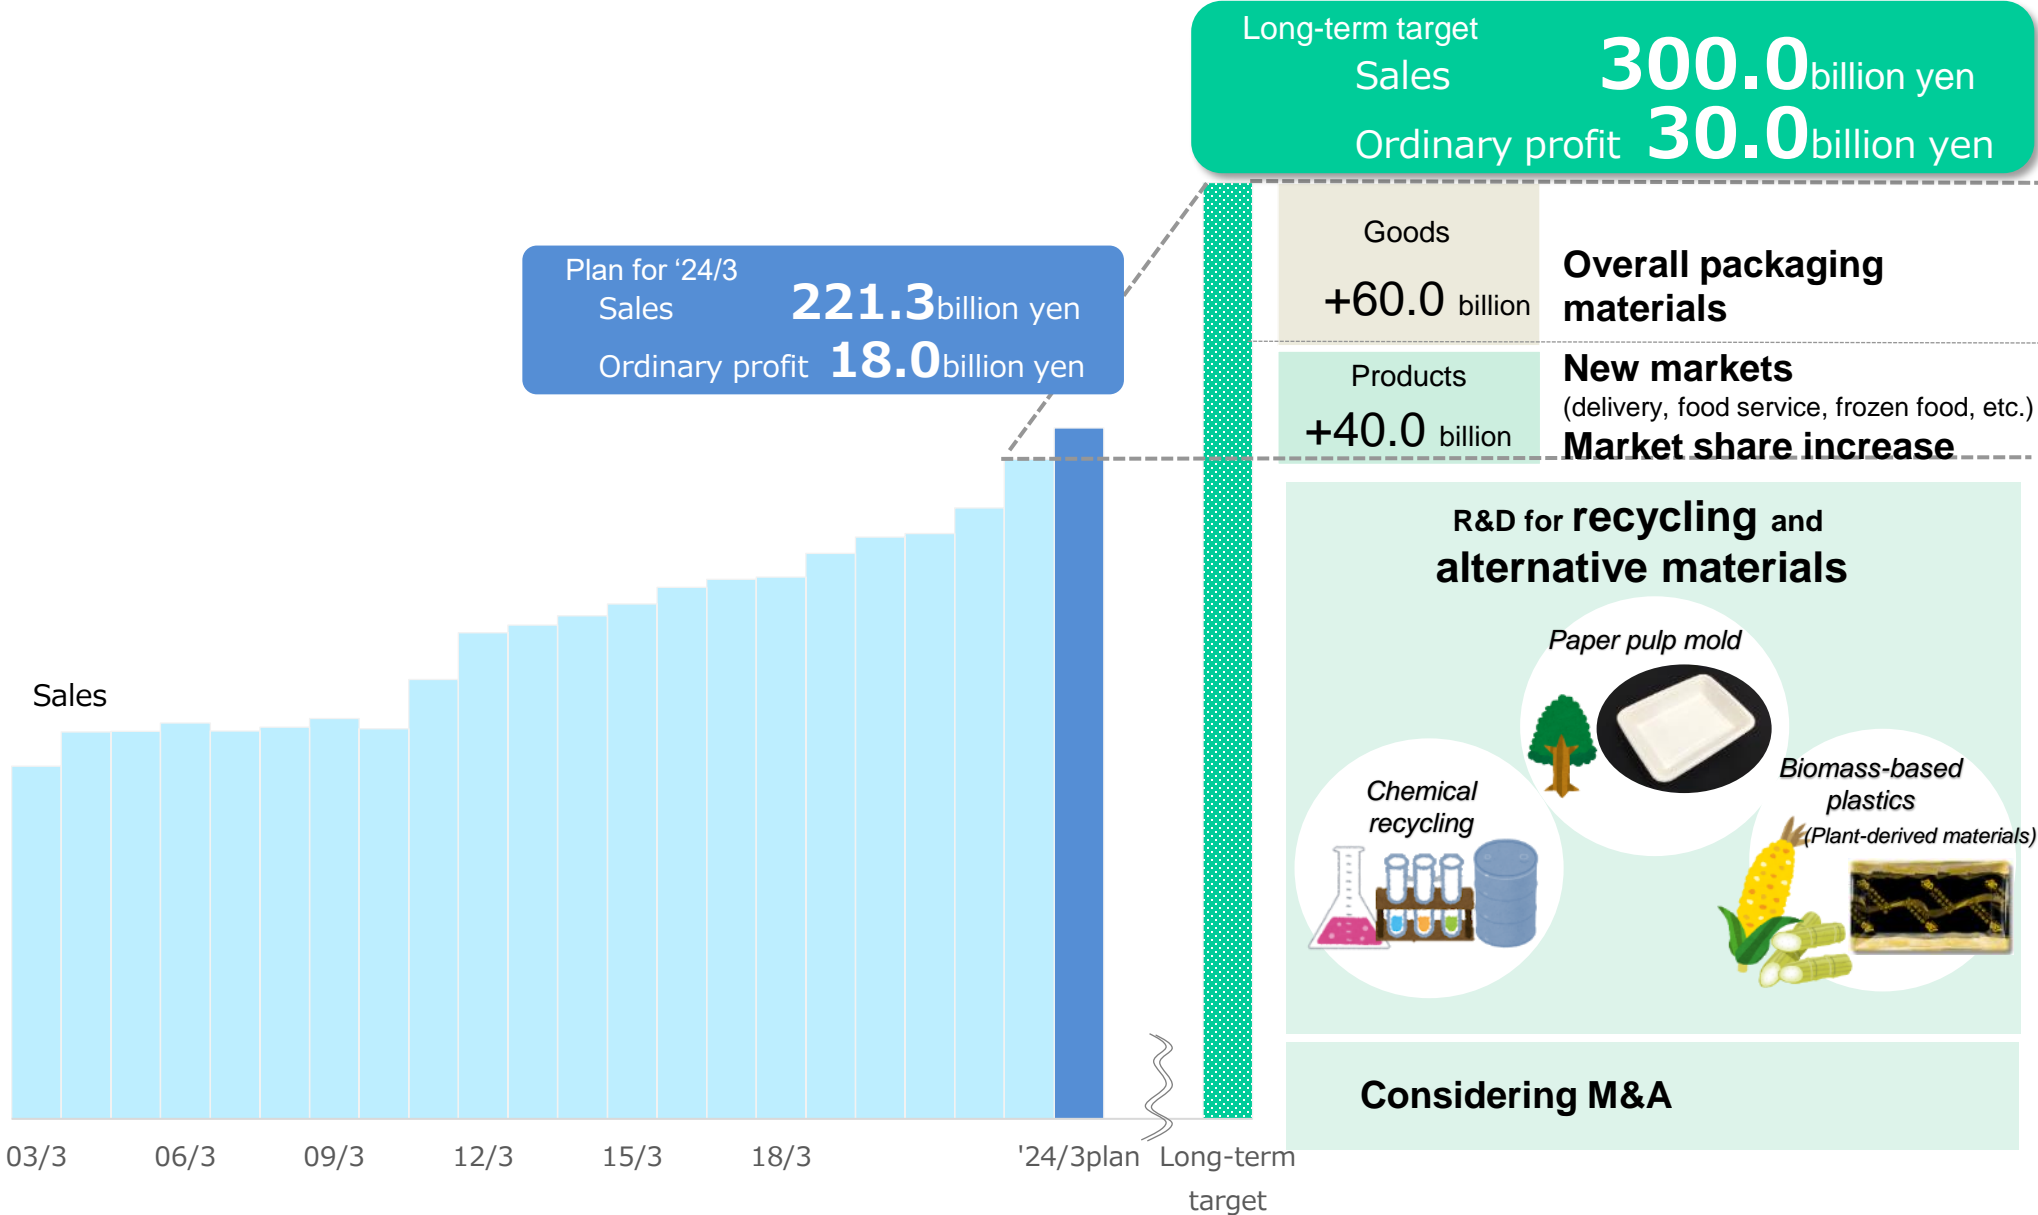 Long-term target
Sales 300.0billion yen
Ordinary profit 30.0billion yen
Plan for ‘24/3
Sales 221.3billion yen
Ordinary profit 18.0billion yen
Goods
+60.0 billion
Overall packaging
materials
Products
+40.0 billion
New markets
(delivery, food service, frozen food, etc.)
Market share increase
R&D for recycling and
alternative materials
Paper pulp mold
Chemical
recycling
Biomass-based
plastics
(Plant-derived materials)
Considering M&A
Sales
03/3 06/3 09/3 12/3 15/3 18/3 '24/3plan Long-term
target